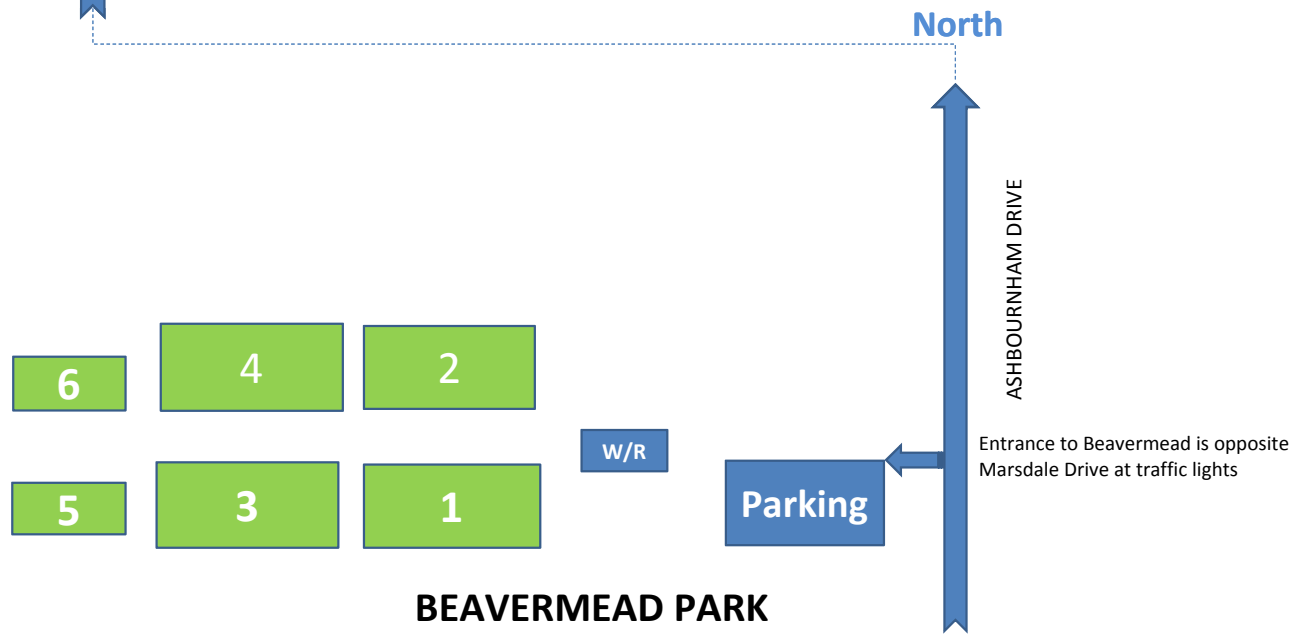 North
ASHBOURNHAM DRIVE
6
4
2
W/R
Entrance to Beavermead is opposite
Marsdale Drive at traffic lights
5
3
1
Parking
BEAVERMEAD PARK